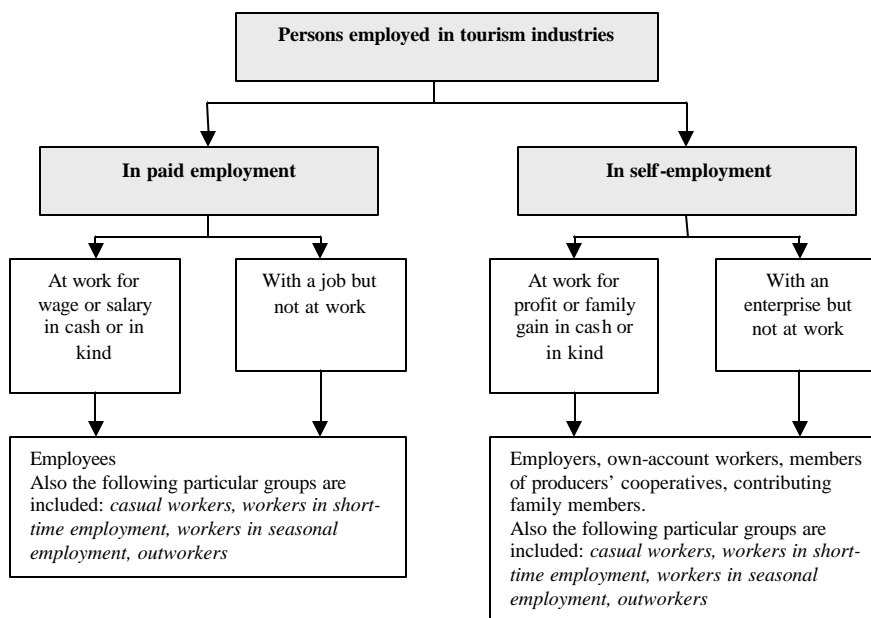 Persons employed in tourism industries
In paid employment
In self-employment
At work for
wage or salary
in cash or in
kind
With a job but
not at work
At work for
profit or family
gain in cash or
in kind
With an
enterprise but
not at work
Employees
Also the following particular groups are
included: casual workers, workers in short-
time employment, workers in seasonal
employment, outworkers
Employers, own-account workers, members
of producers’ cooperatives, contributing
family members.
Also the following particular groups are
included: casual workers, workers in short-
time employment, workers in seasonal
employment, outworkers